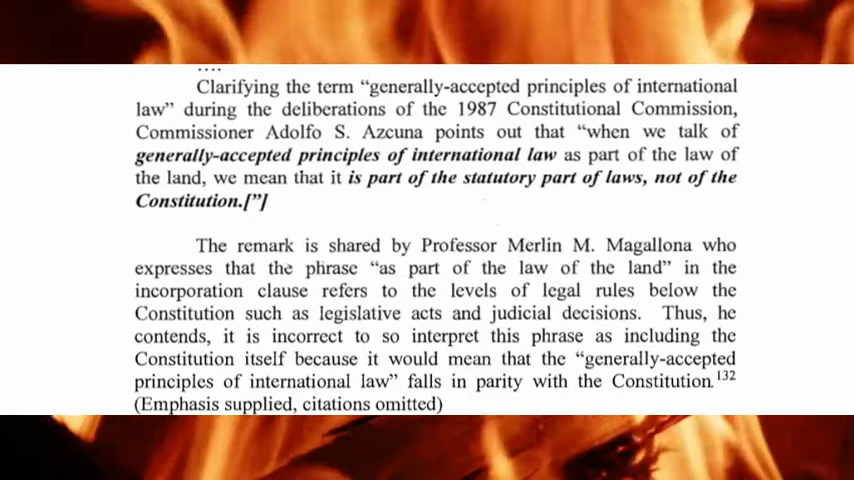 ....
Clarifying the term “generally-accepted principles of international
law” during the deliberations of the 1987 Constitutional Commission,
Commissioner Adolfo S. Azcuna points out that “when we talk of
generally-accepted principles of international law as part of the law of
the land, we mean that it is part of the statutory part of laws, not of the
Constitution.[”]
The remark is shared by Professor Merlin M. Magallona who
expresses that the phrase “as part of the law of the land” in the
incorporation clause refers to the levels of legal rules below the
Constitution such as legislative acts and judicial decisions. Thus, he
contends, it is incorrect to so interpret this phrase as including the
Constitution itself because it would mean that the “generally-accepted
principles of international law” falls in parity with the Constitution.132
(Emphasis supplied, citations omitted)